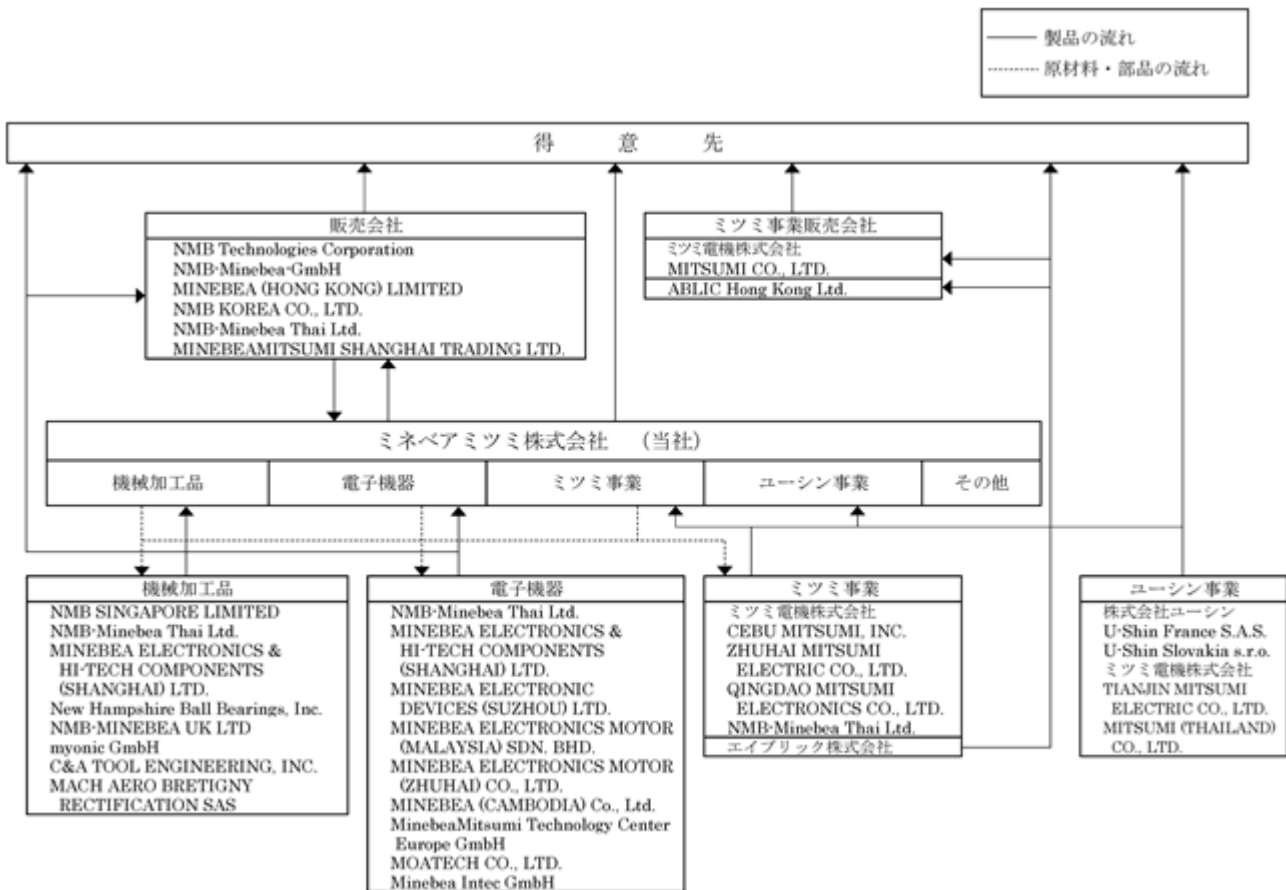 製品の流れ
原材料・部品の流れ
得意先
販売会社
NMB Technologies Corporation
NMB-Minebea-GmbH
MINEBEA (HONG KONG) LIMITED
NMB KOREA CO., LTD.
NMB-Minebea Thai Ltd.
MINEBEAMITSUMI SHANGHAI TRADING LTD.
ミツミ事業販売会社
ミツミ電機株式会社
MITSUMI CO., LTD.
ABLIC Hong Kong Ltd.
ミネベアミツミ株式会社 (当社)
機械加工品
電子機器
ミツミ事業
ユーシン事業
その他
機械加工品
NMB SINGAPORE LIMITED
NMB-Minebea Thai Ltd.
MINEBEA ELECTRONICS &
HI-TECH COMPONENTS
(SHANGHAI) LTD.
New Hampshire Ball Bearings, Inc.
NMB-MINEBEA UK LTD
myonic GmbH
C&A TOOL ENGINEERING, INC.
MACH AERO BRETIGNY
RECTIFICATION SAS
電子機器
NMB-Minebea Thai Ltd.
MINEBEA ELECTRONICS &
HI-TECH COMPONENTS
(SHANGHAI) LTD.
MINEBEA ELECTRONIC
DEVICES (SUZHOU) LTD.
MINEBEA ELECTRONICS MOTOR
(MALAYSIA) SDN. BHD.
MINEBEA ELECTRONICS MOTOR
(ZHUHAI) CO., LTD.
MINEBEA (CAMBODIA) Co., Ltd.
MinebeaMitsumi Technology Center
Europe GmbH
MOATECH CO., LTD.
Minebea Intec GmbH
ミツミ事業
ミツミ電機株式会社
CEBU MITSUMI, INC.
ZHUHAI MITSUMI
ELECTRIC CO., LTD.
QINGDAO MITSUMI
ELECTRONICS CO., LTD.
NMB-Minebea Thai Ltd.
エイブリック株式会社
ユーシン事業
株式会社ユーシン
U-Shin France S.A.S.
U-Shin Slovakia s.r.o.
ミツミ電機株式会社
TIANJIN MITSUMI
ELECTRIC CO., LTD.
MITSUMI (THAILAND)
CO., LTD.